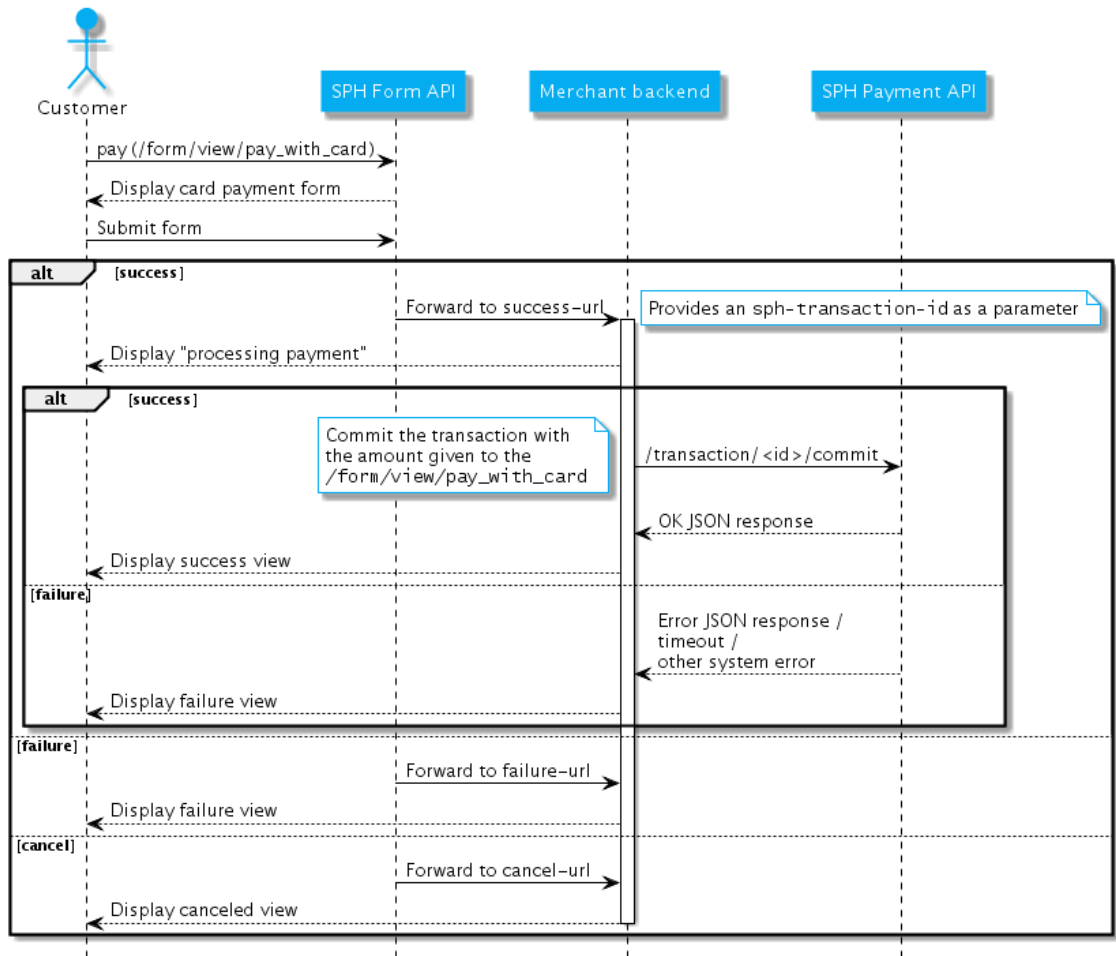 Customer
SPH Form API
Merchant backend
SPH Payment API
pay (/form/view/pay_with_card)
Display card payment form
Submit form
alt
[success]
Forward to success-url
Provides an sph-transaction-id as a parameter
Display "processing payment"
alt
[success]
Commit the transaction with
the amount given to the
/form/view/pay_with_card
/transaction/ <id>/commit
OK JSON response
Display success view
[failure]
Error JSON response /
timeout /
other system error
Display failure view
[failure]
Forward to failure-url
Display failure view
[cancel]
Forward to cancel-url
Display canceled view